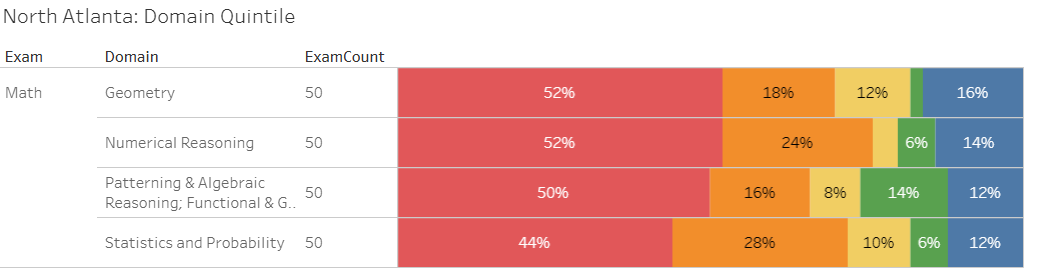 North Atlanta: Domain Quintile
Exam Domain ExamCount
Math Geometry 50 52% 18% 12% 16%
Numerical Reasoning 50 52% 24% 6% 14%
Patterning & Algebraic
Reasoning; Functional & G.. 50 50% 16% 8% 14% 12%
Statistics and Probability 50 44% 28% 10% 6% 12%